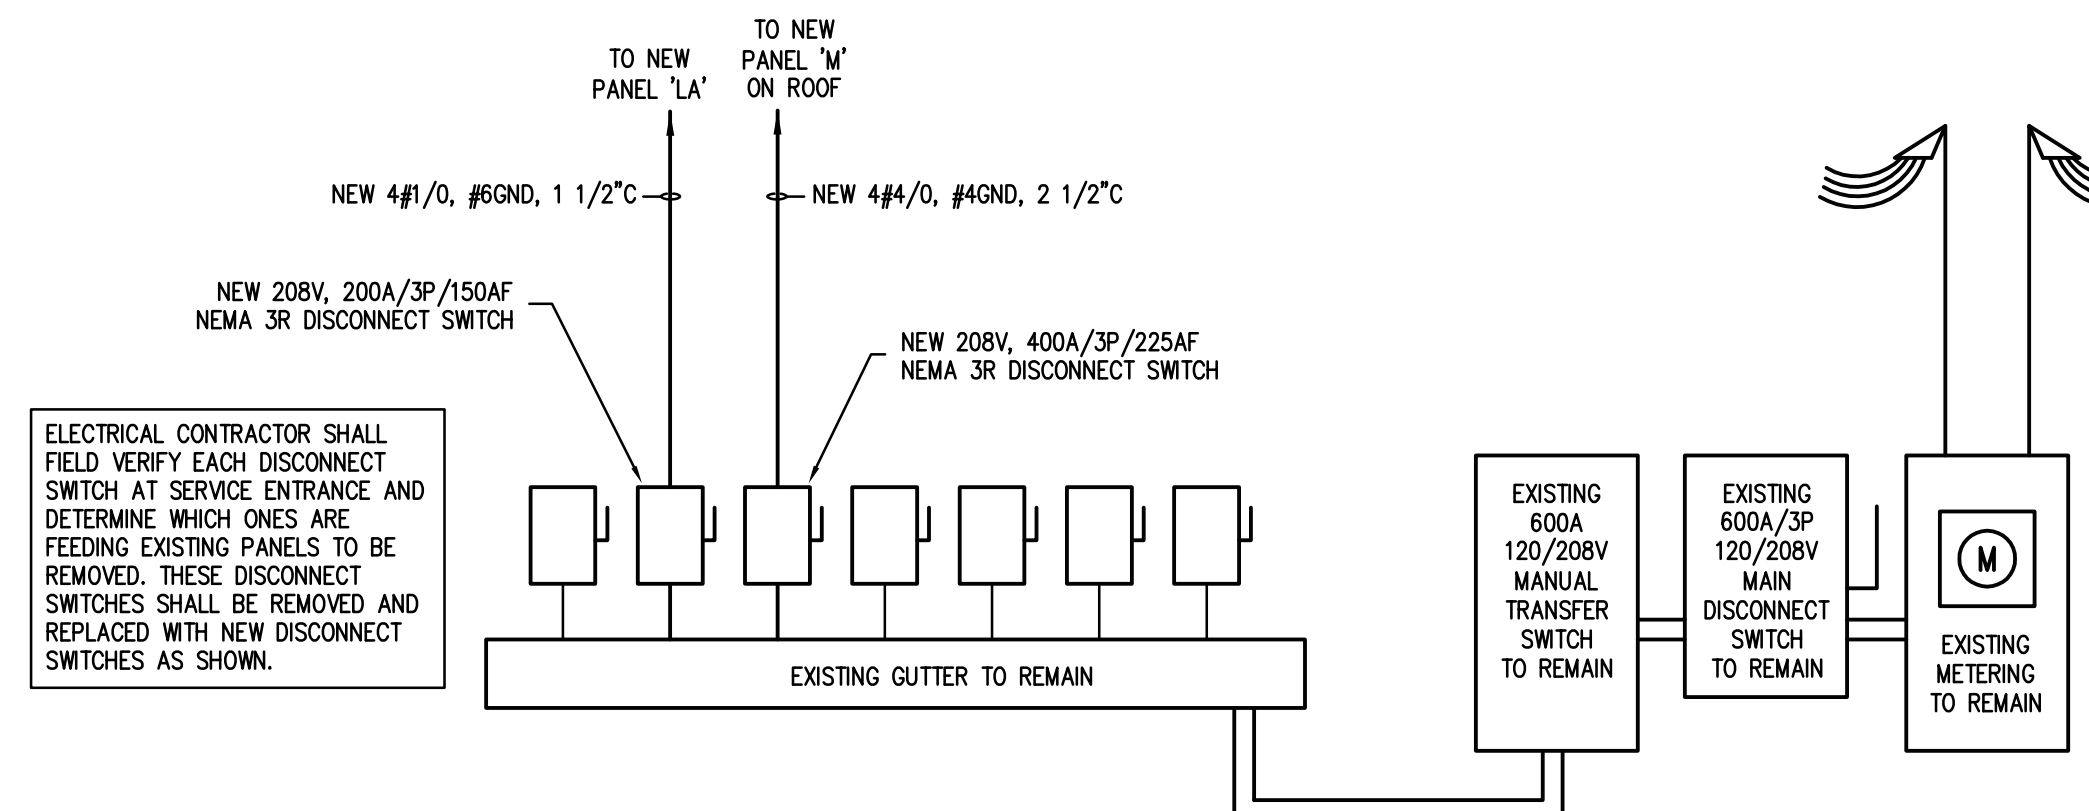 TO NEW
PANEL 'LA'
TO NEW
PANEL 'M'
ON ROOF
NEW 4#1/0, #6GND, 1 1/2"C
NEW 4#4/0, #4GND, 2 1/2"C
NEW 208V, 200A/3P/150AF
NEMA 3R DISCONNECT SWITCH
NEW 208V, 400A/3P/225AF
NEMA 3R DISCONNECT SWITCH
ELECTRICAL CONTRACTOR SHALL
FIELD VERIFY EACH DISCONNECT
SWITCH AT SERVICE ENTRANCE AND
DETERMINE WHICH ONES ARE
FEEDING EXISTING PANELS TO BE
REMOVED. THESE DISCONNECT
SWITCHES SHALL BE REMOVED AND
REPLACED WITH NEW DISCONNECT
SWITCHES AS SHOWN.
EXISTING GUTTER TO REMAIN
EXISTING
600A
120/208V
MANUAL
TRANSFER
SWITCH
TO REMAIN
EXISTING
600A/3P
120/208V
MAIN
DISCONNECT
SWITCH
TO REMAIN
M
EXISTING
METERING
TO REMAIN